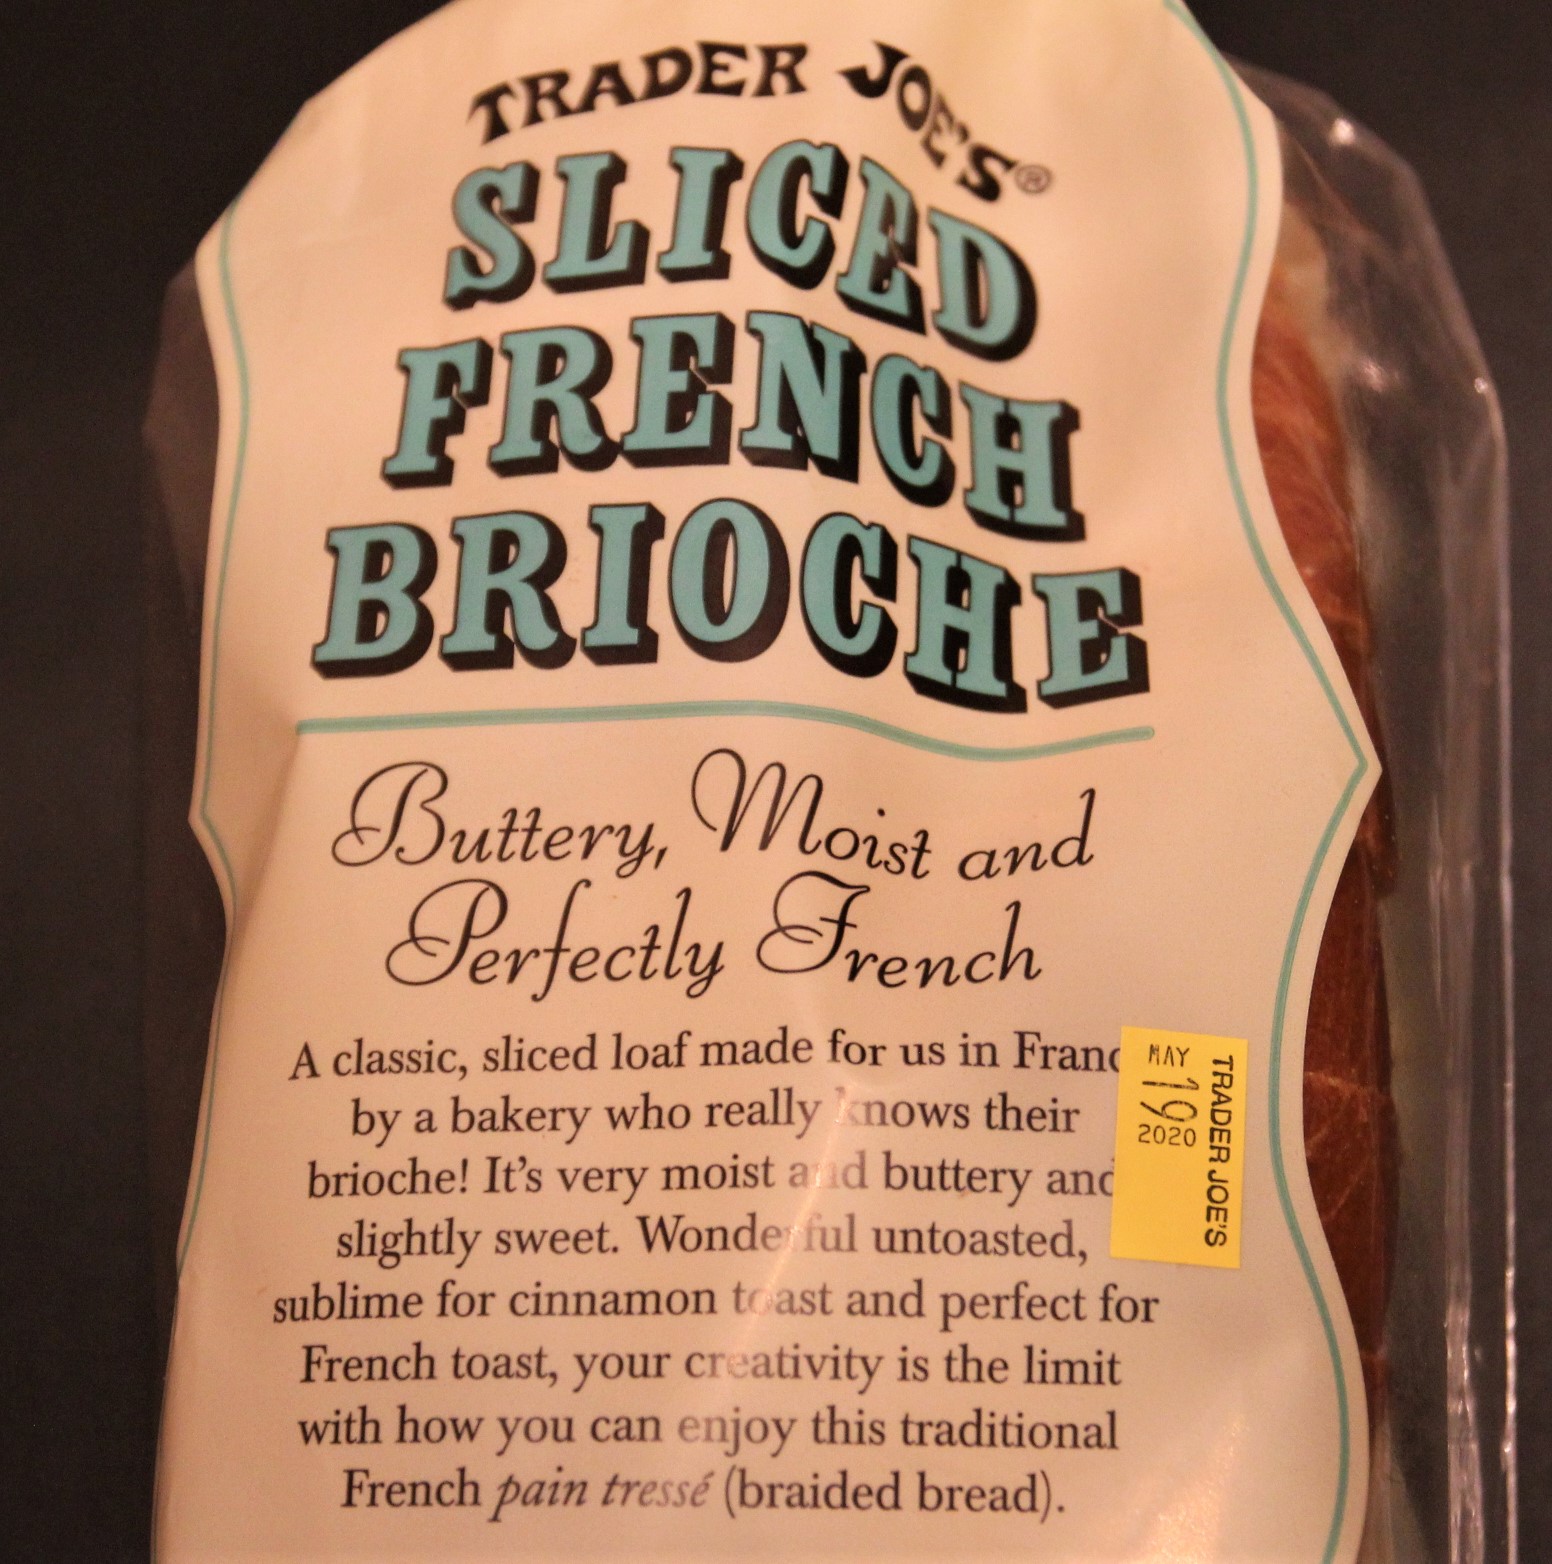 TRADER JOE'S®
SLICED
FRENCH
BRIOCHE
Buttery, Moist and
Perfectly French
A classic, sliced loaf made for us in Franc
by a bakery who really knows their
brioche! It's very moist and buttery and
slightly sweet. Wonderful untoasted,
sublime for cinnamon toast and perfect for
French toast, your creativity is the limit
with how you can enjoy this traditional
French pain tressé (braided bread).
MAY
19
2020
TRADER JOE'S